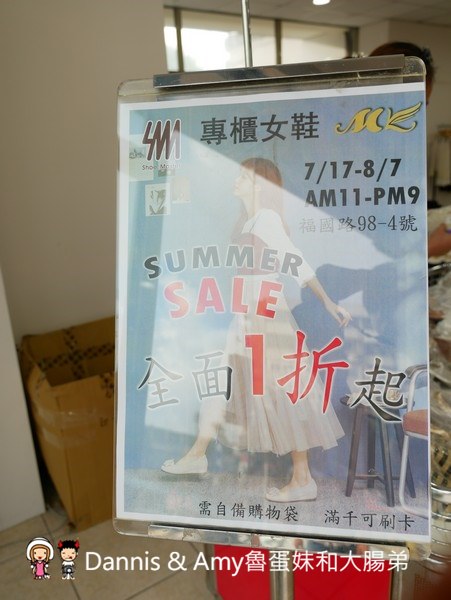 專櫃女鞋
7/17-8/7
AM11-PM9
福國路98-4號
SUMMER
SALE
全面1折起
需自備購物袋 滿千可刷卡
Dannis & Amy魯蛋妹和大腸弟